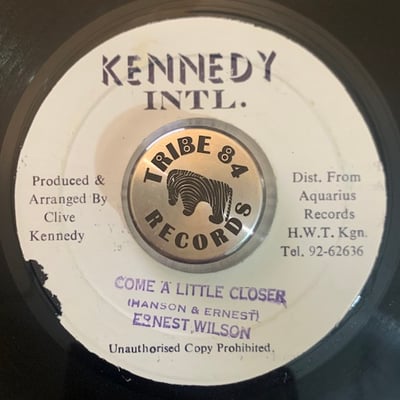 KENNEDY
INTL.
TRIBE 84
RECORDS
Produced &
Arranged By
Clive
Kennedy
Dist. From
Aquarius
Records
H.W.T. Kgn.
Tel. 92-62636
COME A LITTLE CLOSER
(HANSON & ERNEST)
ERNEST WILSON
Unauthorised Copy Prohibited.